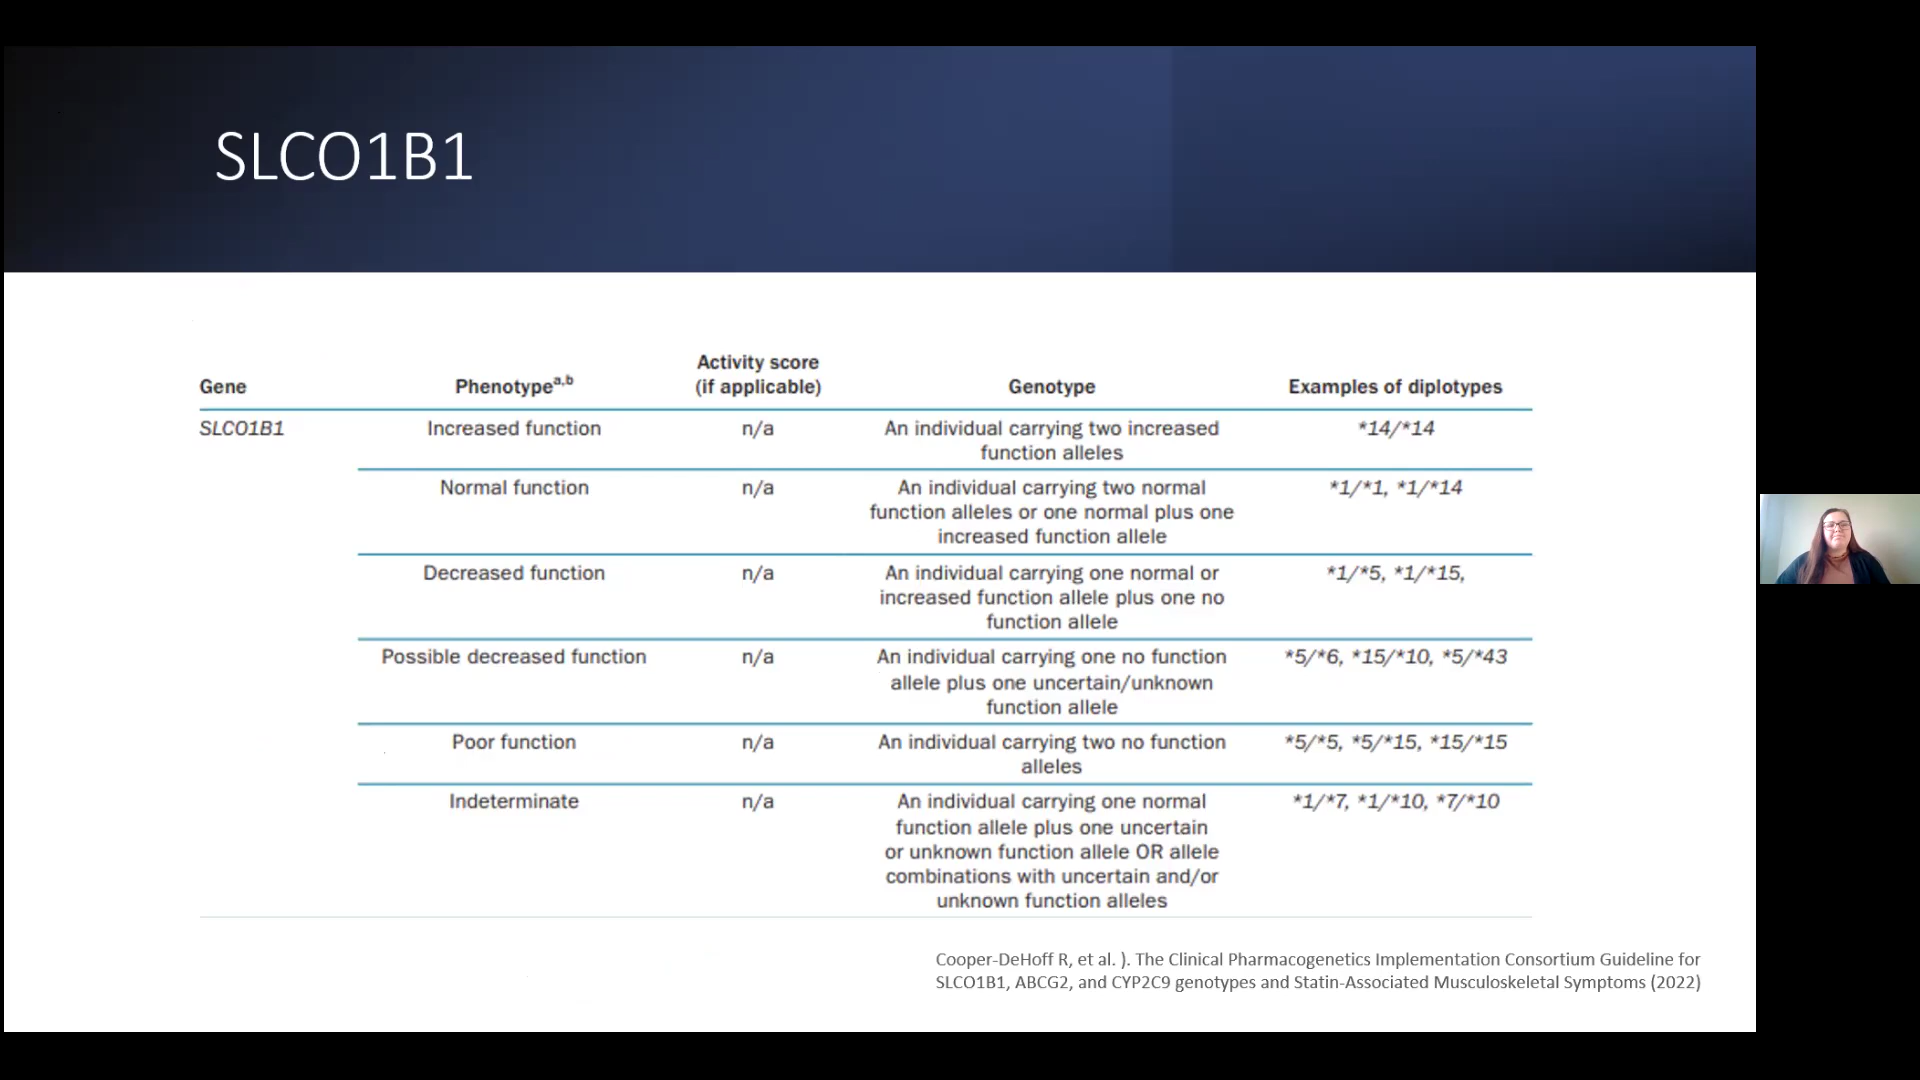 SLCO1B1
Gene Phenotypea,b Activity score (if applicable) Genotype Examples of diplotypes
SLCO1B1 Increased function n/a An individual carrying two increased *14/*14
function alleles
Normal function n/a An individual carrying two normal *1/*1, *1/*14
function alleles or one normal plus one
increased function allele
Decreased function n/a An individual carrying one normal or *1/*5, *1/*15,
increased function allele plus one no
function allele
Possible decreased function n/a An individual carrying one no function *5/*6, *15/*10, *5/*43
allele plus one uncertain/unknown
function allele
Poor function n/a An individual carrying two no function *5/*5, *5/*15, *15/*15
alleles
Indeterminate n/a An individual carrying one normal *1/*7, *1/*10, *7/*10
function allele plus one uncertain
or unknown function allele OR allele
combinations with uncertain and/or
unknown function alleles
Cooper-DeHoff R, et al. ). The Clinical Pharmacogenetics Implementation Consortium Guideline for
SLCO1B1, ABCG2, and CYP2C9 genotypes and Statin-Associated Musculoskeletal Symptoms (2022)